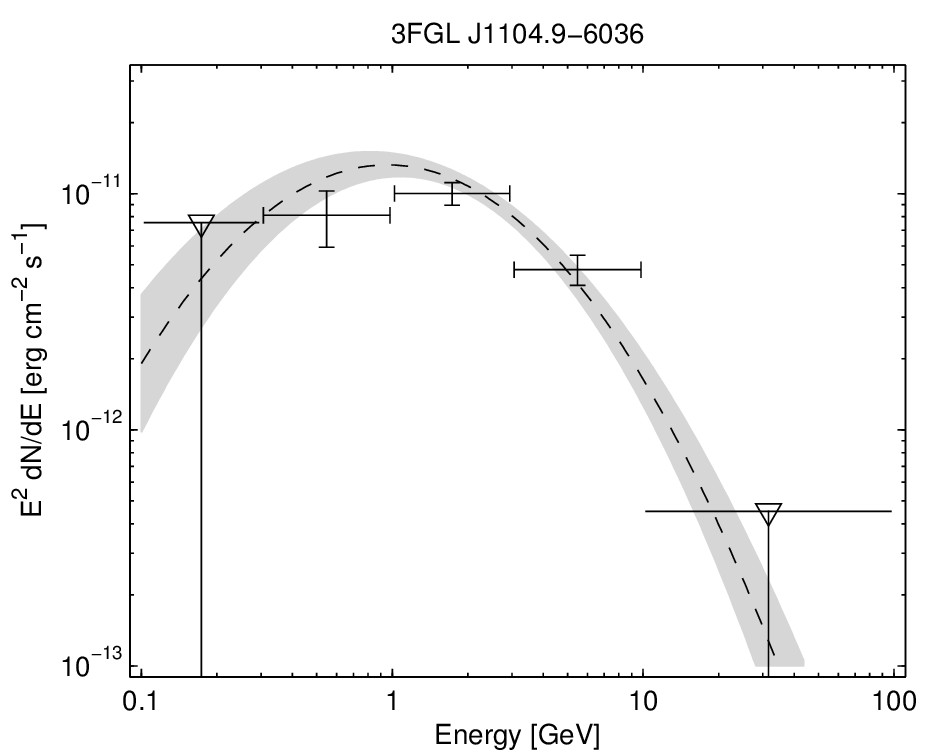 3FGL J1104.9−6036
E² dN/dE [erg cm⁻² s⁻¹]
10⁻¹¹
10⁻¹²
10⁻¹³
0.1 1 10 100
Energy [GeV]